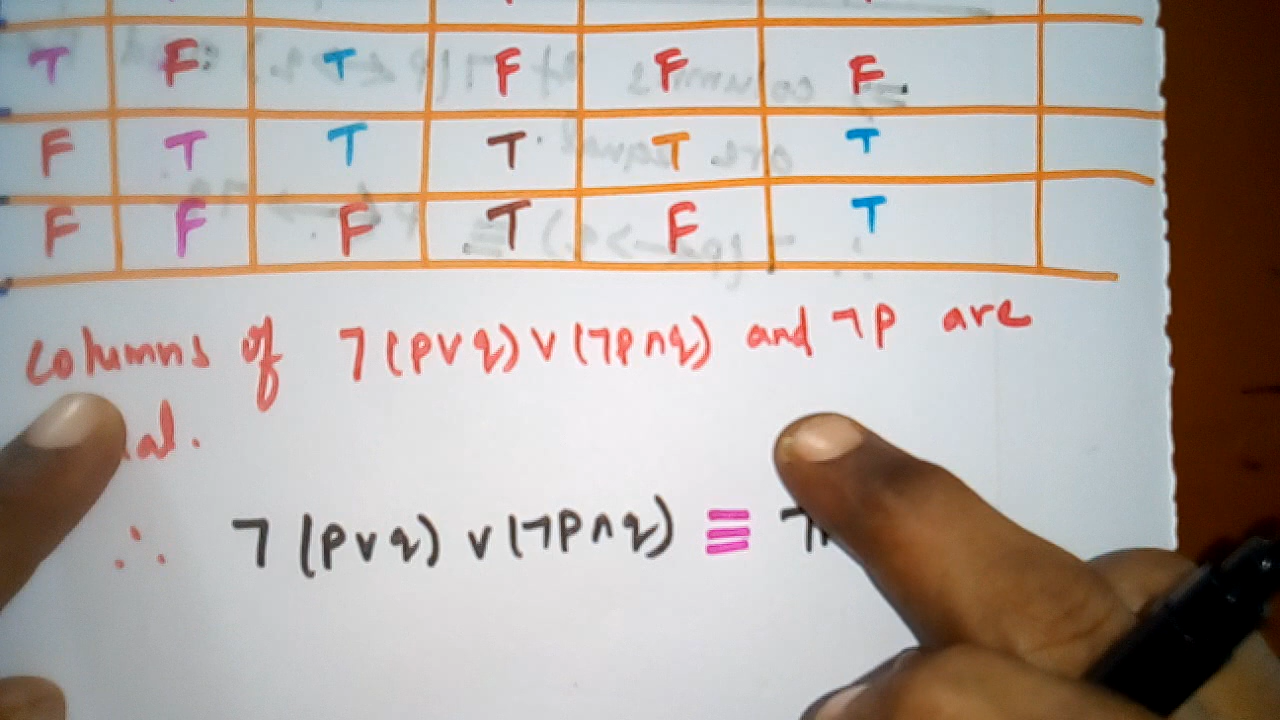 T F T F F F
F T T T T T
F F F T F T
columns of ¬(p∨q)∨(¬p∧q) and ¬p are
∴ ¬(p∨q)∨(¬p∧q) ≡